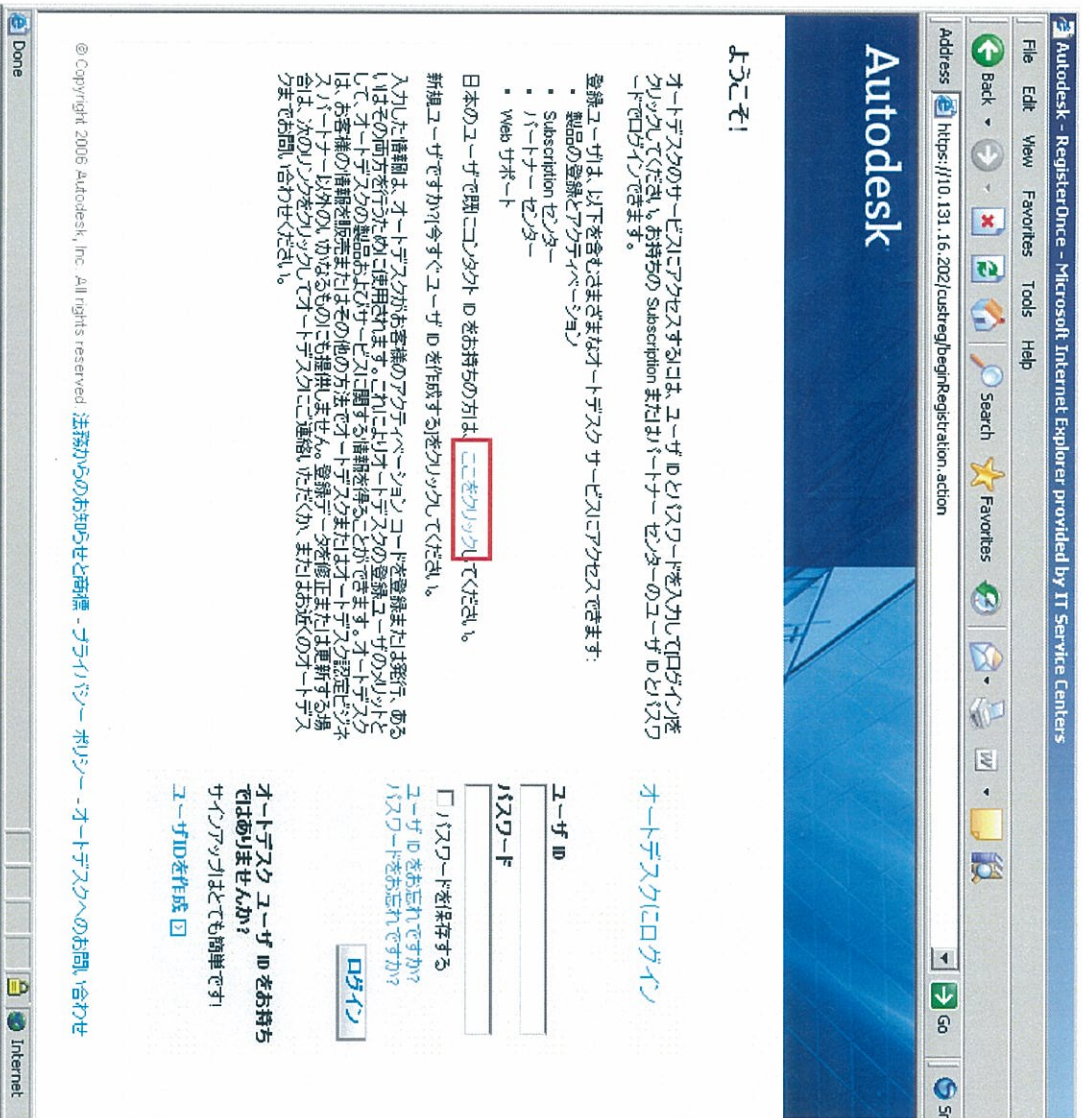 Autodesk - RegisterOnce - Microsoft Internet Explorer provided by IT Service Centers
File Edit View Favorites Tools Help
Back Search Favorites
Address https://10.131.16.202/custreg/beginRegistration.action Go
Autodesk
ようこそ!
オートデスクのサービスにアクセスするには、ユーザ IDとパスワードを入力して[ログイン]を
クリックしてください。お持ちの Subscription またはパートナー センターのユーザ IDとパスワ
ードでログインできます。
登録ユーザは、以下を含むさまざまなオートデスク サービスにアクセスできます:
▪ 製品の登録とアクティベーション
▪ Subscription センター
▪ パートナー センター
▪ Web サポート
日本のユーザで既にコンタクト ID をお持ちの方は、ここをクリックしてください。
新規 ユーザですか?[今すぐユーザ ID を作成する]をクリックしてください。
入力した情報は、オートデスクがお客様のアクティベーション コードを登録または発行、ある
いはその両方を行うために使用されます。これによりオートデスクの登録ユーザのメリットと
して、オートデスクの製品およびサービスに関する情報を得ることができます。オートデスク
は、お客様の情報を販売またはその他の方法でオートデスクまたはオートデスク認定ビジネ
ス パートナー以外のいかなるものにも提供しません。登録データを修正または更新する場
合は、次のリンクをクリックしてオートデスクにご連絡いただくか、またはお近くのオートデス
クまでお問い合わせください。
オートデスクにログイン
ユーザ ID
パスワード
パスワードを保存する
ユーザ ID をお忘れですか?
パスワードをお忘れですか?
ログイン
オートデスク ユーザ ID をお持ち
ではありませんか?
サインアップはとても簡単です!
ユーザIDを作成
© Copyright 2006 Autodesk, Inc. All rights reserved. 法務からのお知らせと商標 - プライバシー ポリシー - オートデスクへのお問い合わせ
Done Internet